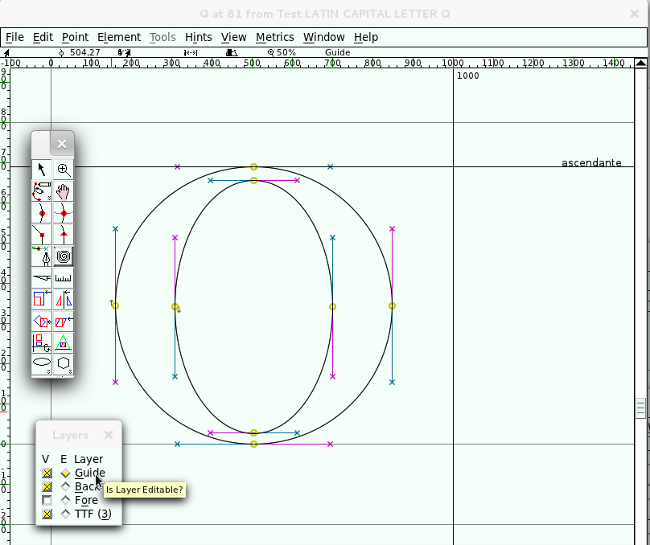 Q at 81 from Test LATIN CAPITAL LETTER Q
File Edit Point Element Tools Hints View Metrics Window Help
504,27 50% Guide
-100 0 100 200 300 400 500 600 700 800 900 1000 1100 1200 1300 1400
1000
ascendante
Layers
V E Layer
Guide
Back
Is Layer Editable?
Fore
TTF (3)